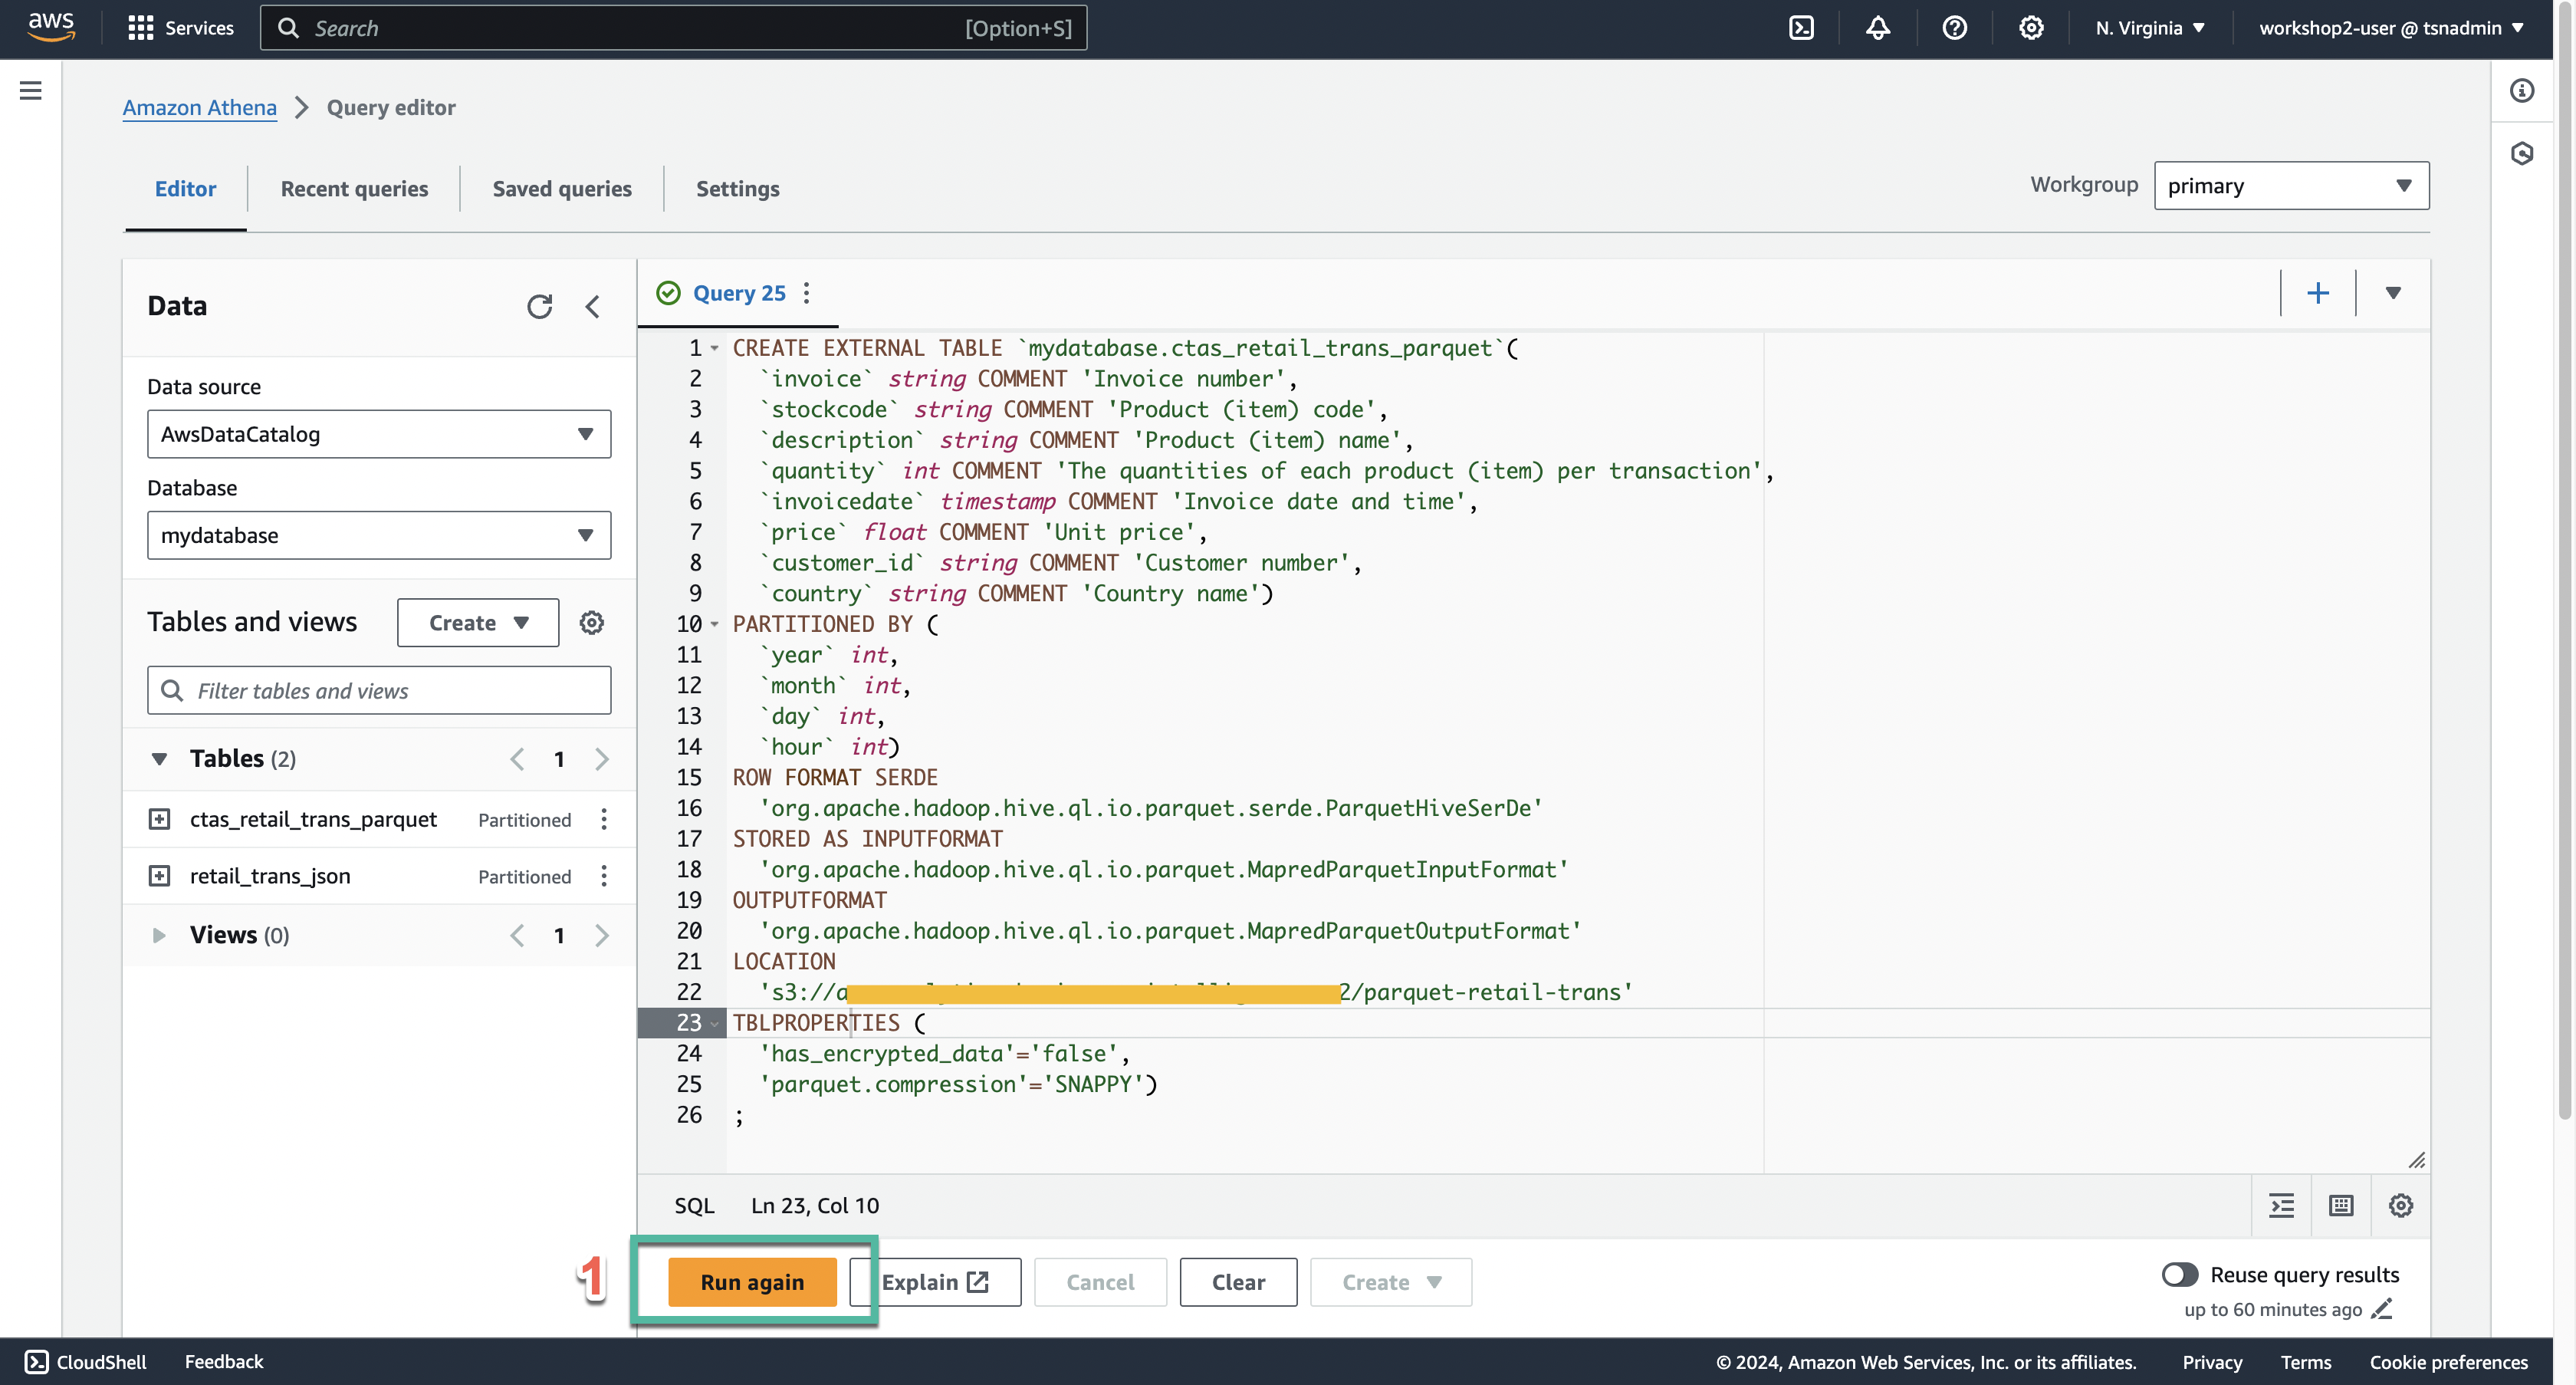 aws
Services
Search
[Option+S]
N. Virginia
workshop2-user @ tsnadmin
Amazon Athena
Query editor
Editor
Recent queries
Saved queries
Settings
Workgroup
primary
Data
Data source
AwsDataCatalog
Database
mydatabase
Tables and views
Create
Filter tables and views
Tables (2)
1
ctas_retail_trans_parquet
Partitioned
retail_trans_json
Partitioned
Views (0)
1
Query 25
1 CREATE EXTERNAL TABLE `mydatabase.ctas_retail_trans_parquet`(
2 `invoice` string COMMENT 'Invoice number',
3 `stockcode` string COMMENT 'Product (item) code',
4 `description` string COMMENT 'Product (item) name',
5 `quantity` int COMMENT 'The quantities of each product (item) per transaction',
6 `invoicedate` timestamp COMMENT 'Invoice date and time',
7 `price` float COMMENT 'Unit price',
8 `customer_id` string COMMENT 'Customer number',
9 `country` string COMMENT 'Country name')
10 PARTITIONED BY (
11 `year` int,
12 `month` int,
13 `day` int,
14 `hour` int)
15 ROW FORMAT SERDE
16 'org.apache.hadoop.hive.ql.io.parquet.serde.ParquetHiveSerDe'
17 STORED AS INPUTFORMAT
18 'org.apache.hadoop.hive.ql.io.parquet.MapredParquetInputFormat'
19 OUTPUTFORMAT
20 'org.apache.hadoop.hive.ql.io.parquet.MapredParquetOutputFormat'
21 LOCATION
22 's3://a 2/parquet-retail-trans'
23 TBLPROPERTIES (
24 'has_encrypted_data'='false',
25 'parquet.compression'='SNAPPY')
26 ;
SQL
Ln 23, Col 10
1
Run again
Explain
Cancel
Clear
Create
Reuse query results
up to 60 minutes ago
CloudShell
Feedback
© 2024, Amazon Web Services, Inc. or its affiliates.
Privacy
Terms
Cookie preferences